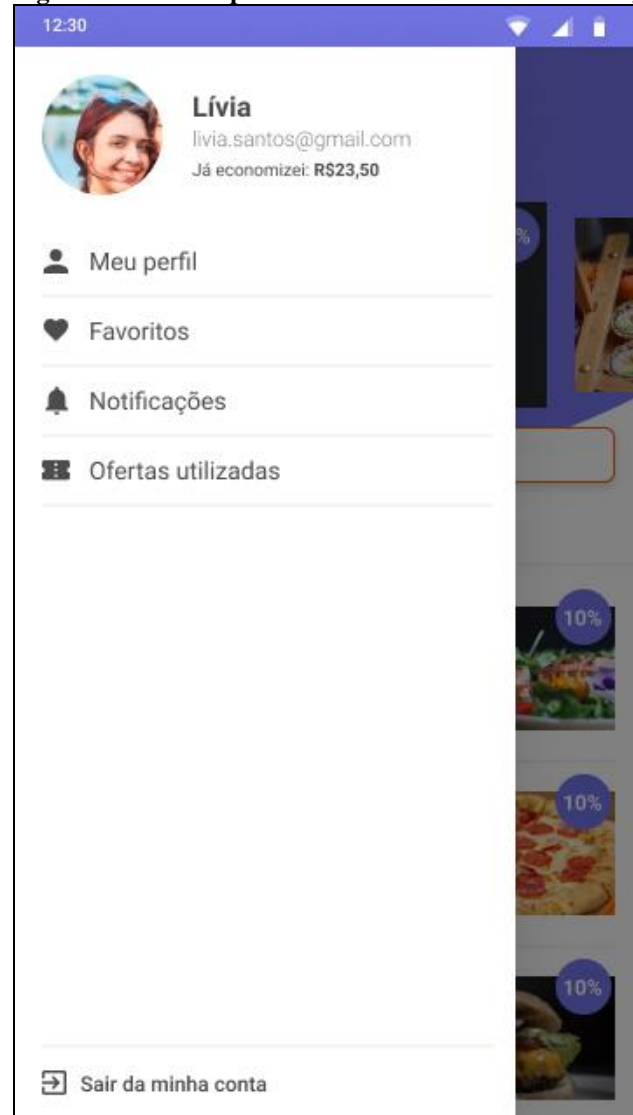 12:30
Lívia
livia.santos@gmail.com
Já economizei: R$23,50
%
Meu perfil
Favoritos
Notificações
Ofertas utilizadas
10%
10%
10%
Sair da minha conta